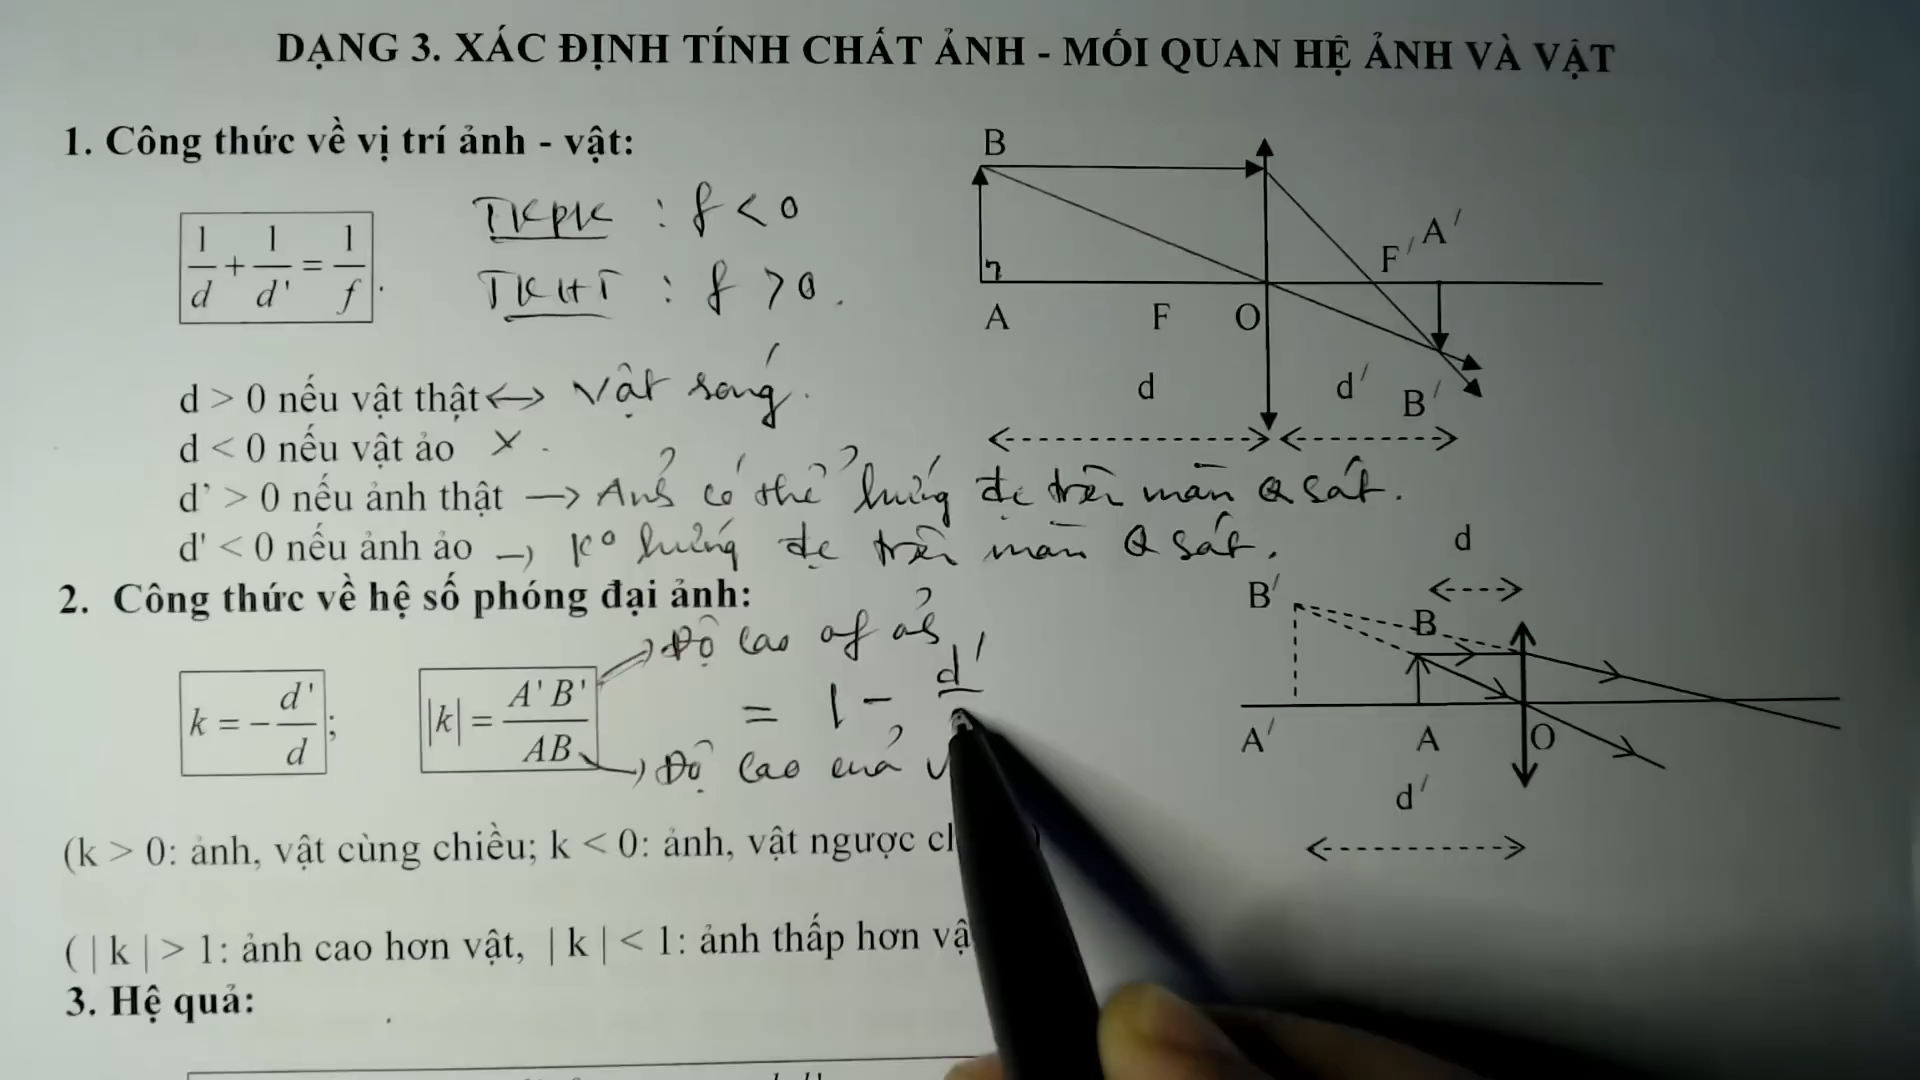 DẠNG 3. XÁC ĐỊNH TÍNH CHẤT ẢNH - MỐI QUAN HỆ ẢNH VÀ VẬT
1. Công thức về vị trí ảnh - vật:
1/d + 1/d' = 1/f.
TKPK : f < 0
TKHT : f > 0.
B
A
F
O
F'
A'
B'
d
d'
d > 0 nếu vật thật <-> Vật sáng.
d < 0 nếu vật ảo X
d' > 0 nếu ảnh thật -> Ảnh có thể hứng đc trên màn Q sát.
d' < 0 nếu ảnh ảo -> Ko hứng đc trên màn Q sát.
2. Công thức về hệ số phóng đại ảnh:
k = - d'/d;
|k| = A'B'/AB
Độ cao of ả
= 1 - d'/
Độ cao của v
d
B'
B
A'
A
O
d'
(k > 0: ảnh, vật cùng chiều; k < 0: ảnh, vật ngược ch
( | k | > 1: ảnh cao hơn vật, | k | < 1: ảnh thấp hơn vậ
3. Hệ quả: